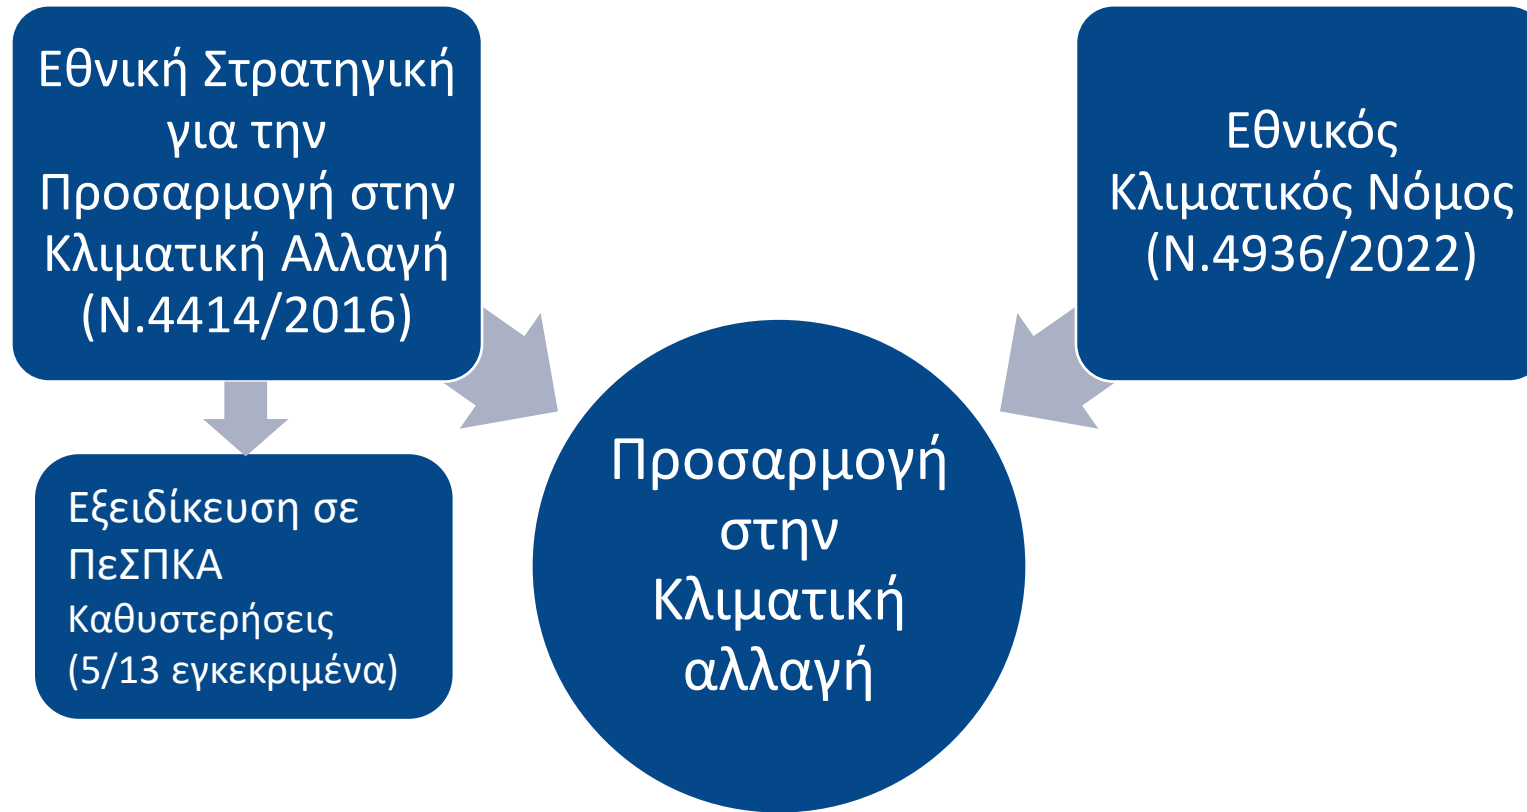 Εθνική Στρατηγική
για την
Προσαρμογή στην
Κλιματική Αλλαγή
(Ν.4414/2016)
Εθνικός
Κλιματικός Νόμος
(Ν.4936/2022)
Εξειδίκευση σε
ΠεΣΠΚΑ
Καθυστερήσεις
(5/13 εγκεκριμένα)
Προσαρμογή
στην
Κλιματική
αλλαγή